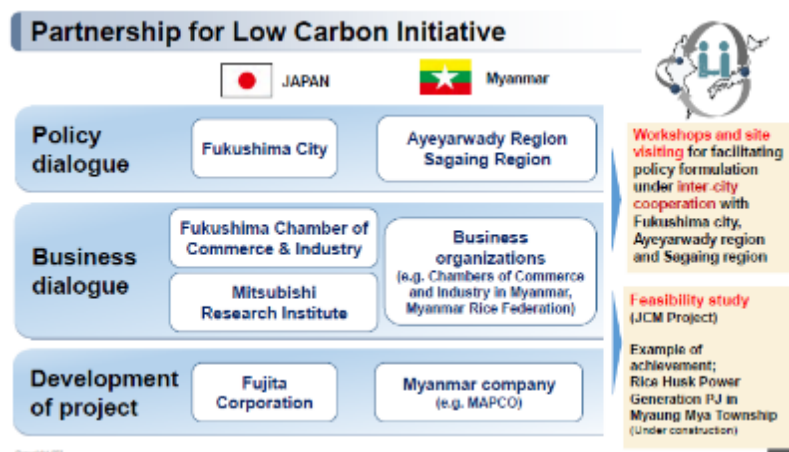 Partnership for Low Carbon Initiative
JAPAN
Myanmar
Policy
dialogue
Fukushima City
Ayeyarwady Region
Sagaing Region
Business
dialogue
Fukushima Chamber of
Commerce & Industry
Mitsubishi
Research Institute
Business
organizations
(e.g. Chambers of Commerce
and Industry in Myanmar,
Myanmar Rice Federation)
Development
of project
Fujita
Corporation
Myanmar company
(e.g. MAPCO)
Workshops and site
visiting for facilitating
policy formulation
under inter-city
cooperation with
Fukushima city,
Ayeyarwady region
and Sagaing region
Feasibility study
(JCM Project)
Example of
achievement;
Rice Husk Power
Generation PJ in
Myaung Mya Township
(Under construction)